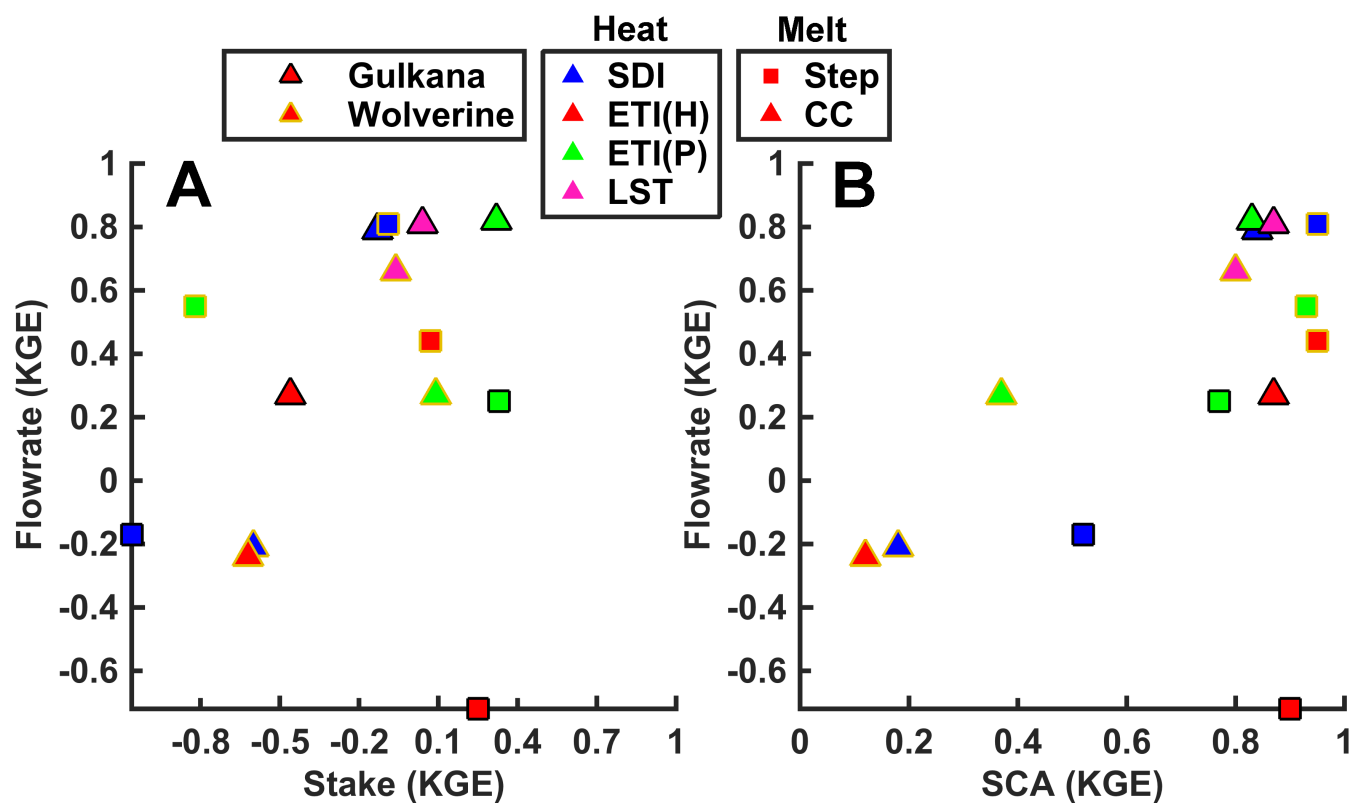 Heat Melt
Gulkana SDI Step
Wolverine ETI(H) CC
ETI(P)
LST
A
1
0.8
0.6
0.4
0.2
0
-0.2
-0.4
-0.6
Flowrate (KGE)
-0.8 -0.5 -0.2 0.1 0.4 0.7 1
Stake (KGE)
B
1
0.8
0.6
0.4
0.2
0
-0.2
-0.4
-0.6
Flowrate (KGE)
0 0.2 0.4 0.6 0.8 1
SCA (KGE)